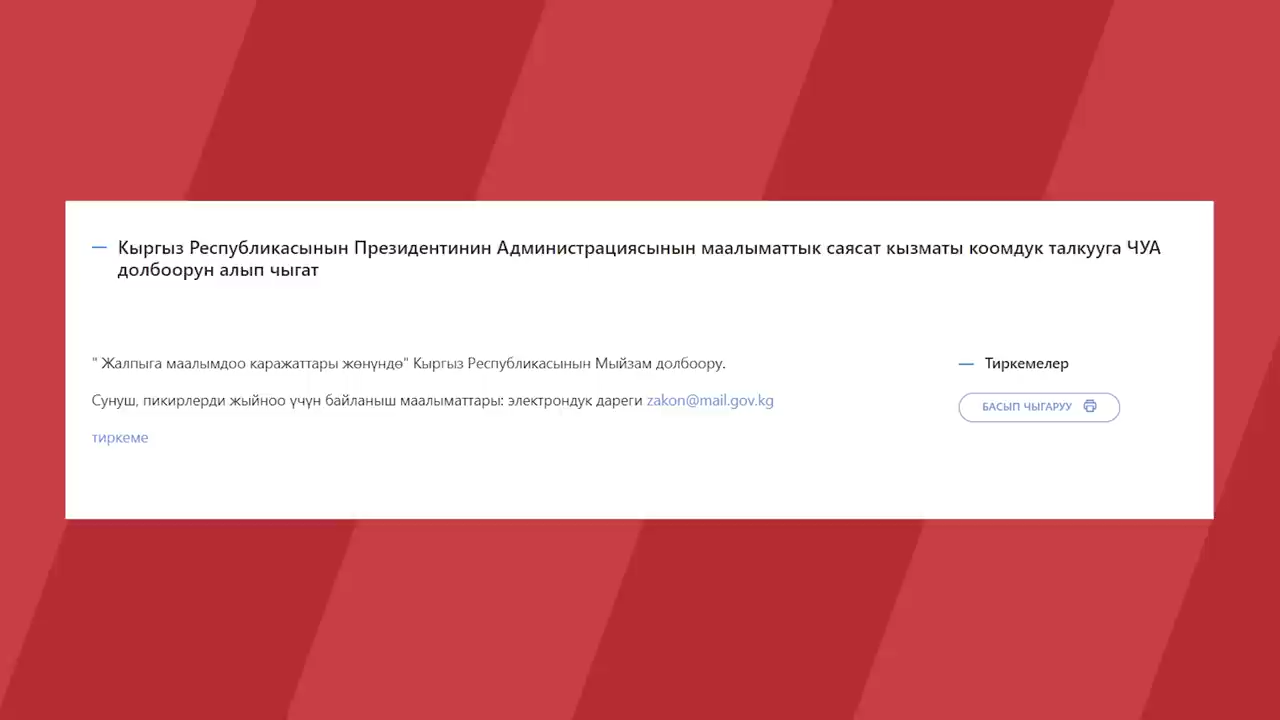 Кыргыз Республикасынын Президентинин Администрациясынын маалыматтык саясат кызматы коомдук талкууга ЧУА
долбоорун алып чыгат
" Жалпыга маалымдоо каражаттары жөнүндө" Кыргыз Республикасынын Мыйзам долбоору.
Сунуш, пикирлерди жыйноо үчүн байланыш маалыматтары: электрондук дареги zakon@mail.gov.kg
тиркеме
Тиркемелер
БАСЫП ЧЫГАРУУ